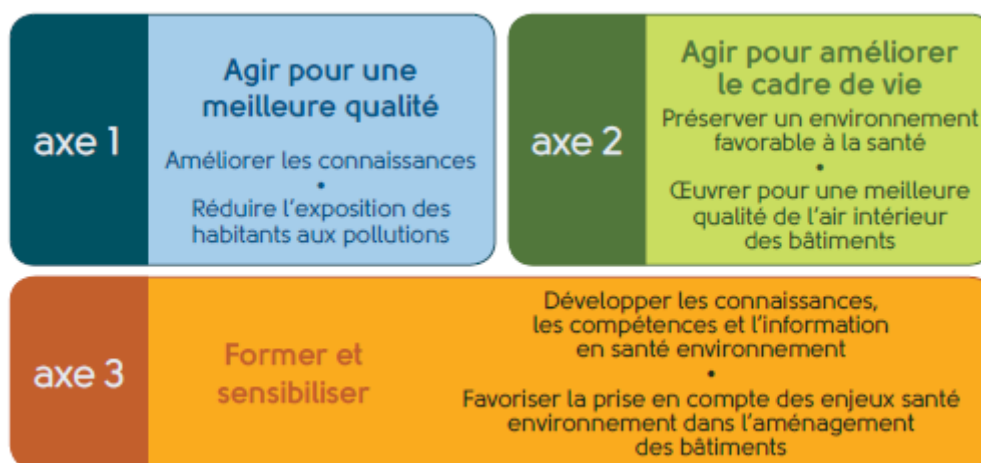 axe 1
Agir pour une
meilleure qualité
Améliorer les connaissances
•
Réduire l'exposition des
habitants aux pollutions
axe 2
Agir pour améliorer
le cadre de vie
Préserver un environnement
favorable à la santé
•
Œuvrer pour une meilleure
qualité de l'air intérieur
des bâtiments
axe 3
Former et
sensibiliser
Développer les connaissances,
les compétences et l'information
en santé environnement
•
Favoriser la prise en compte des enjeux santé
environnement dans l'aménagement
des bâtiments